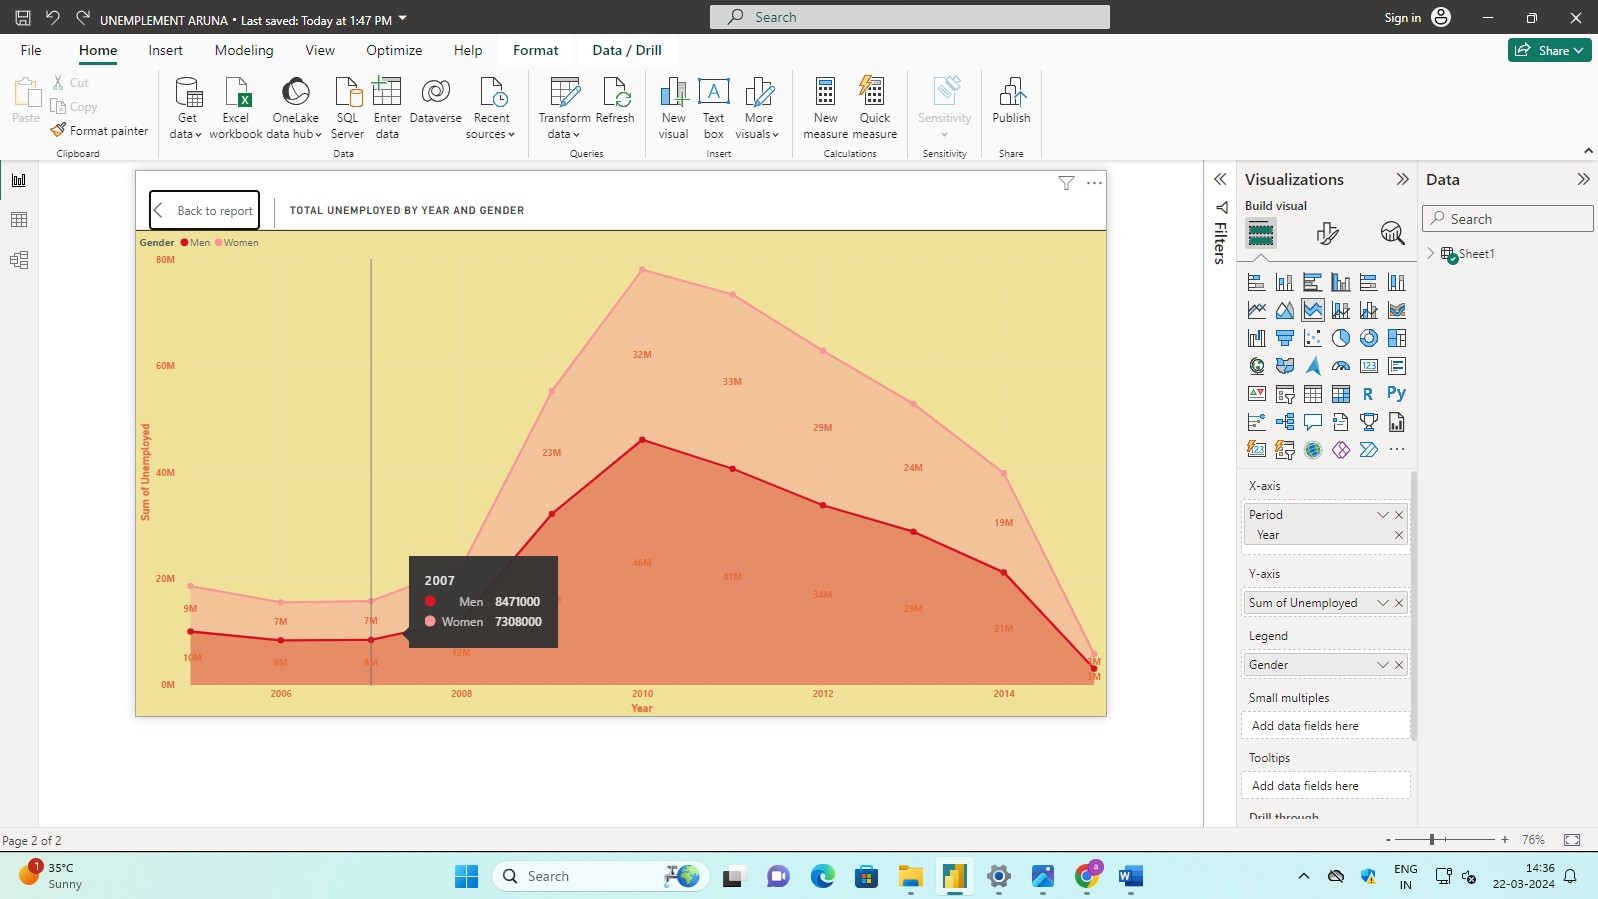 UNEMPLEMENT ARUNA • Last saved: Today at 1:47 PM
Search
Sign in
File Home Insert Modeling View Optimize Help Format Data / Drill
Share
Paste
Cut
Copy
Format painter
Clipboard
Get data
Excel workbook
OneLake data hub
SQL Server
Enter data
Dataverse
Recent sources
Data
Transform data
Refresh
Queries
New visual
Text box
More visuals
Insert
New measure
Quick measure
Calculations
Sensitivity
Sensitivity
Publish
Share
Back to report
TOTAL UNEMPLOYED BY YEAR AND GENDER
Gender Men Women
80M
60M
40M
20M
0M
Sum of Unemployed
32M
33M
29M
23M
24M
19M
46M
41M
34M
29M
21M
9M
7M
7M
10M
8M
8M
12M
3M
3M
2007
Men 8471000
Women 7308000
2006 2008 2010 2012 2014
Year
Filters
Visualizations
Build visual
123
R
Py
123
X-axis
Period
Year
Y-axis
Sum of Unemployed
Legend
Gender
Small multiples
Add data fields here
Tooltips
Add data fields here
Drill through
Data
Search
Sheet1
Page 2 of 2
- + 76%
1
35°C
Sunny
Search
a
W
ENG
IN
14:36
22-03-2024